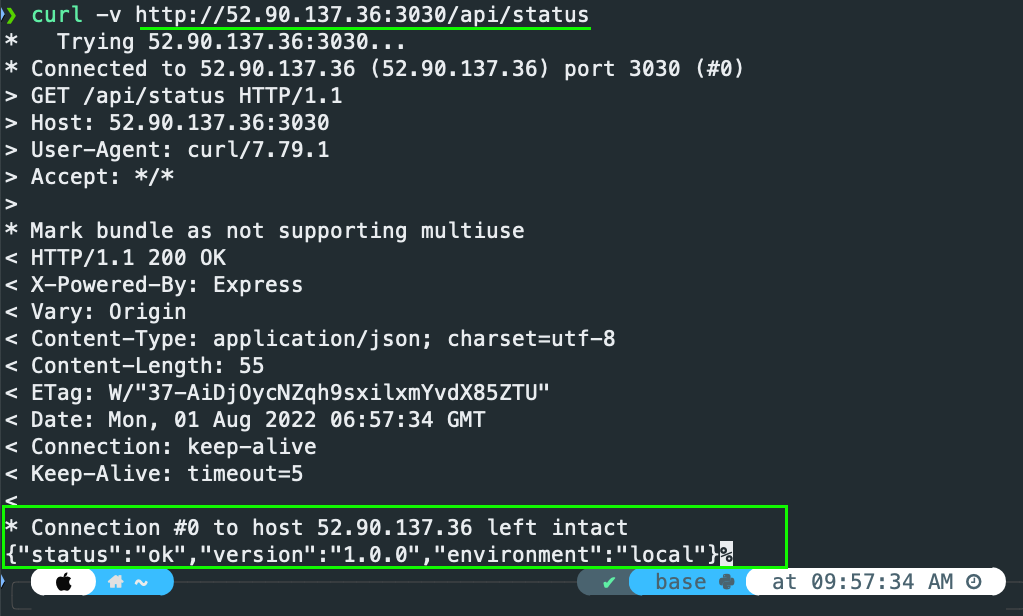 ❯ curl -v http://52.90.137.36:3030/api/status
*   Trying 52.90.137.36:3030...
* Connected to 52.90.137.36 (52.90.137.36) port 3030 (#0)
> GET /api/status HTTP/1.1
> Host: 52.90.137.36:3030
> User-Agent: curl/7.79.1
> Accept: */*
>
* Mark bundle as not supporting multiuse
< HTTP/1.1 200 OK
< X-Powered-By: Express
< Vary: Origin
< Content-Type: application/json; charset=utf-8
< Content-Length: 55
< ETag: W/"37-AiDjOycNZqh9sxilxmYvdX85ZTU"
< Date: Mon, 01 Aug 2022 06:57:34 GMT
< Connection: keep-alive
< Keep-Alive: timeout=5
<
* Connection #0 to host 52.90.137.36 left intact
{"status":"ok","version":"1.0.0","environment":"local"}%
~ ✔ base at 09:57:34 AM